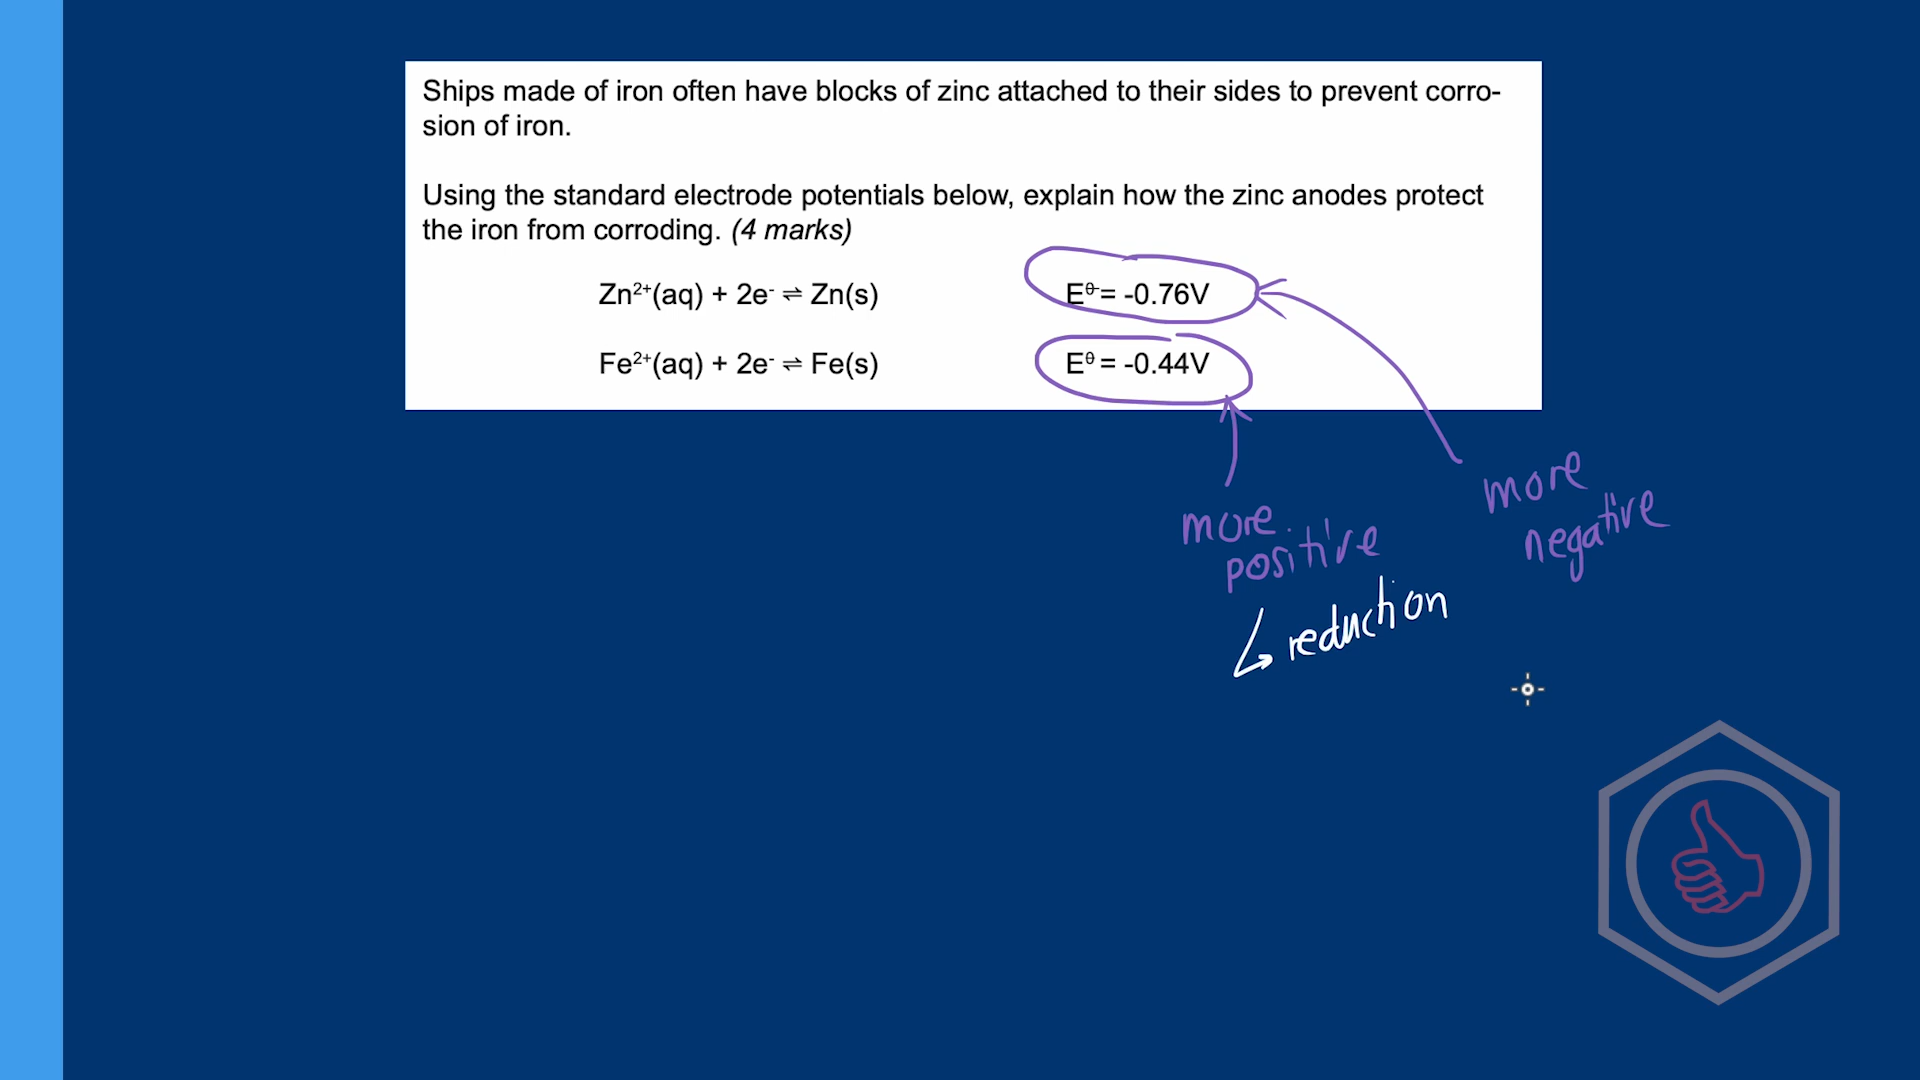 Ships made of iron often have blocks of zinc attached to their sides to prevent corro-
sion of iron.
Using the standard electrode potentials below, explain how the zinc anodes protect
the iron from corroding. (4 marks)
Zn²⁺(aq) + 2e⁻ ⇌ Zn(s) E⁰ = -0.76V
Fe²⁺(aq) + 2e⁻ ⇌ Fe(s) E⁰ = -0.44V
more
negative
more
positive
reduction